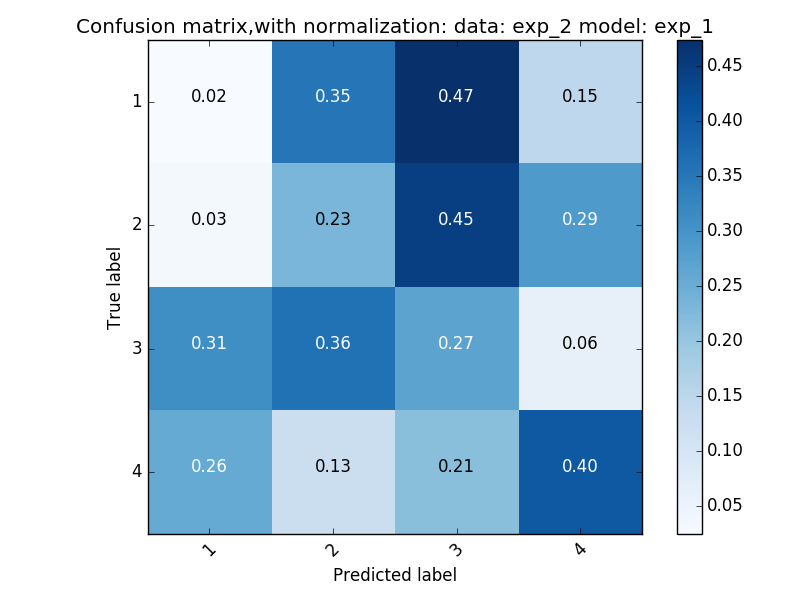 Confusion matrix,with normalization: data: exp_2 model: exp_1
True label
1 0.02 0.35 0.47 0.15
2 0.03 0.23 0.45 0.29
3 0.31 0.36 0.27 0.06
4 0.26 0.13 0.21 0.40
1 2 3 4
Predicted label
0.45
0.40
0.35
0.30
0.25
0.20
0.15
0.10
0.05